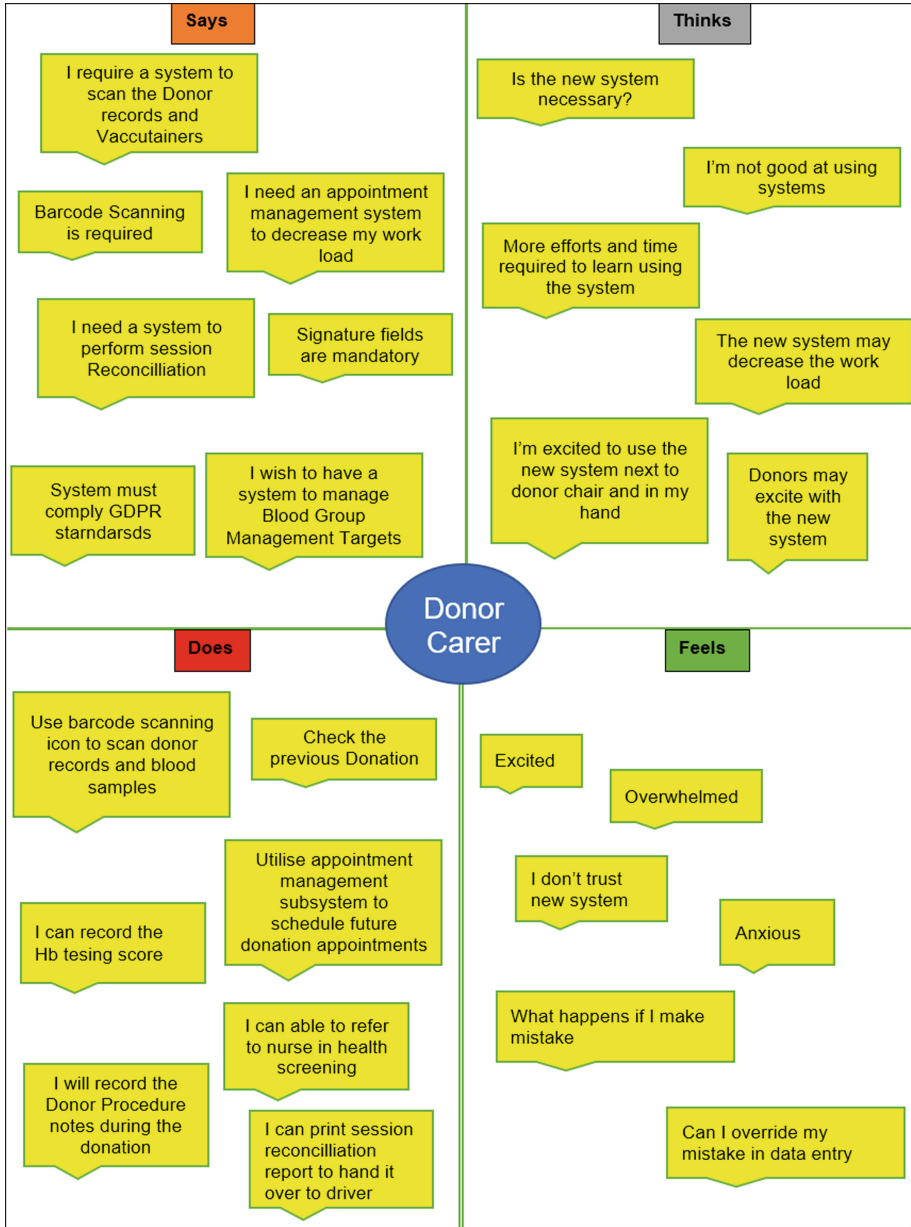 Says
I require a system to
scan the Donor
records and
Vaccutainers
Barcode Scanning
is required
I need an appointment
management system
to decrease my work
load
I need a system to
perform session
Reconcilliation
Signature fields
are mandatory
System must
comply GDPR
starndarsds
I wish to have a
system to manage
Blood Group
Management Targets
Thinks
Is the new system
necessary?
I'm not good at using
systems
More efforts and time
required to learn using
the system
The new system may
decrease the work
load
I'm excited to use the
new system next to
donor chair and in my
hand
Donors may
excite with
the new
system
Donor
Carer
Does
Use barcode scanning
icon to scan donor
records and blood
samples
Check the
previous Donation
Utilise appointment
management
subsystem to
schedule future
donation appointments
I can record the
Hb tesing score
I can able to refer
to nurse in health
screening
I will record the
Donor Procedure
notes during the
donation
I can print session
reconcilliation
report to hand it
over to driver
Feels
Excited
Overwhelmed
I don't trust
new system
Anxious
What happens if I make
mistake
Can I override my
mistake in data entry